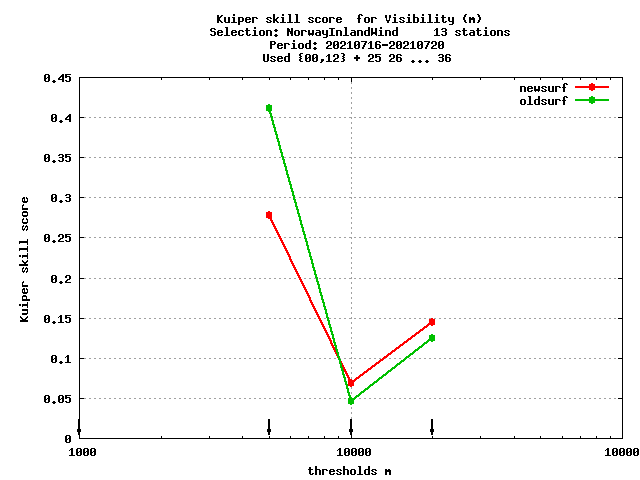 Kuiper skill score  for Visibility (m)
Selection: NorwayInlandWind     13 stations
Period: 20210716-20210720
Used {00,12} + 25 26 ... 36
newsurf
oldsurf
0.45
0.4
0.35
0.3
0.25
0.2
0.15
0.1
0.05
0
Kuiper skill score
1000
10000
10000
thresholds m